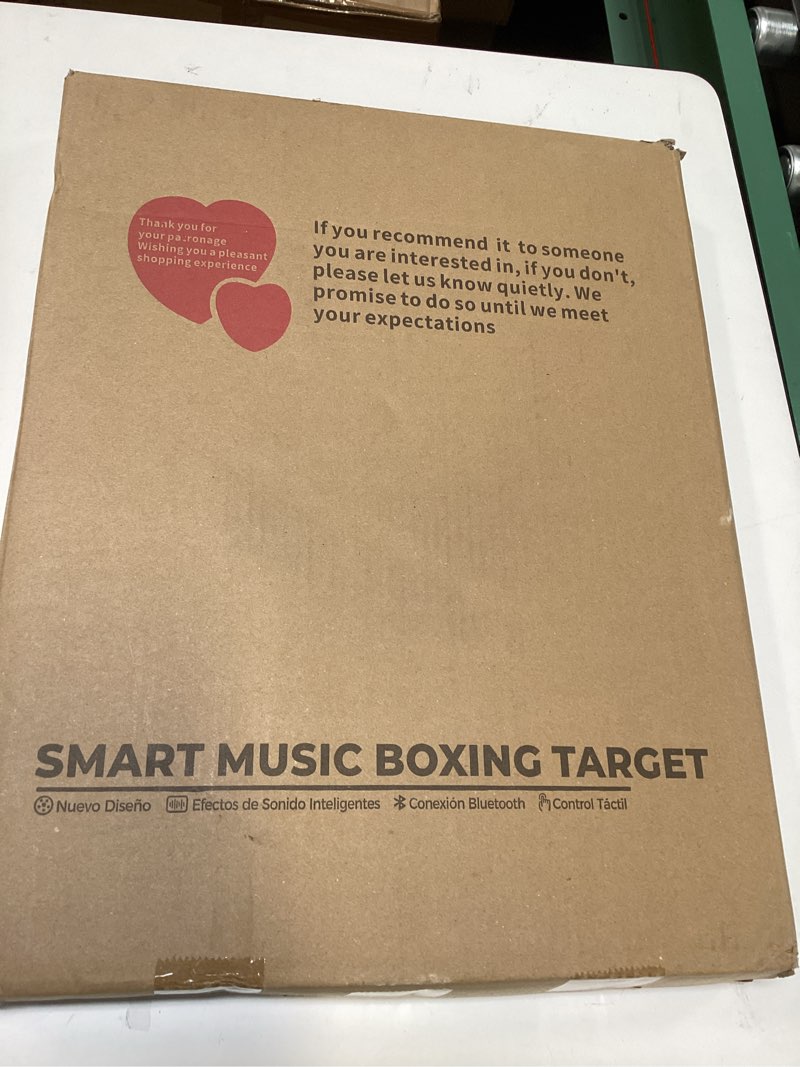 Thank you for
your patronage
Wishing you a pleasant
shopping experience
If you recommend it to someone
you are interested in, if you don't,
please let us know quietly. We
promise to do so until we meet
your expectations
SMART MUSIC BOXING TARGET
Nuevo Diseño Efectos de Sonido Inteligentes Conexión Bluetooth Control Táctil